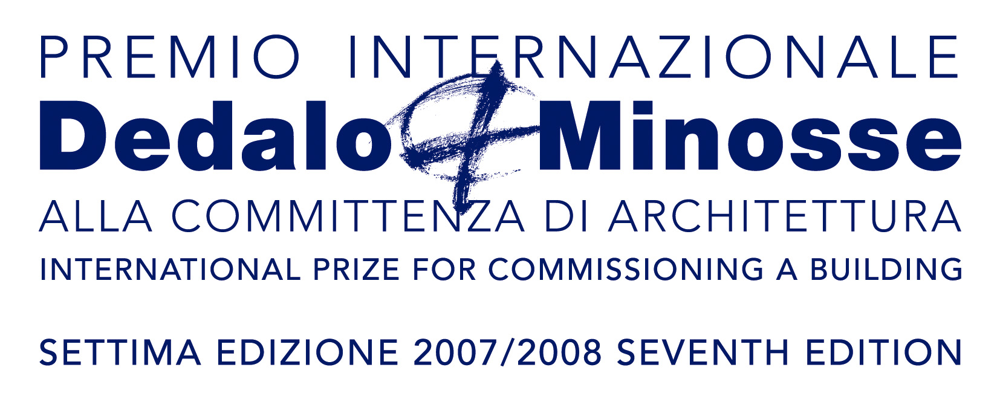 PREMIO INTERNAZIONALE
Dedalo & Minosse
ALLA COMMITTENZA DI ARCHITETTURA
INTERNATIONAL PRIZE FOR COMMISSIONING A BUILDING
SETTIMA EDIZIONE 2007/2008 SEVENTH EDITION